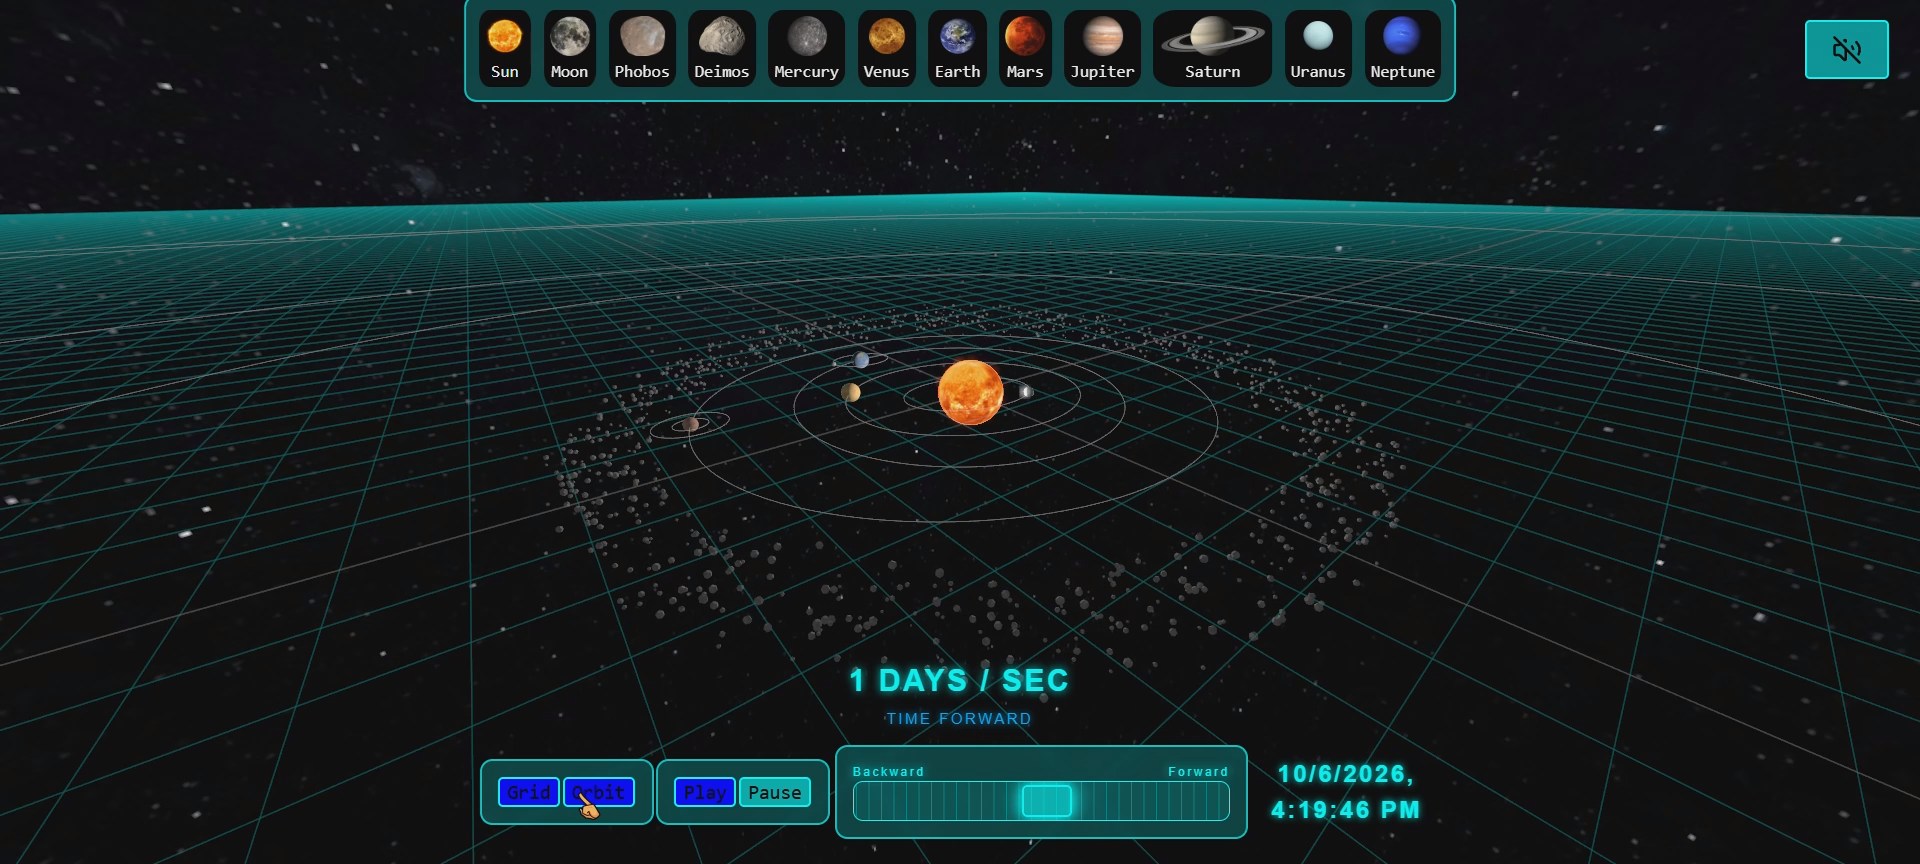 Sun Moon Phobos Deimos Mercury Venus Earth Mars Jupiter Saturn Uranus Neptune
1 DAYS / SEC
TIME FORWARD
Grid Orbit Play Pause
Backward Forward
10/6/2026,
4:19:46 PM